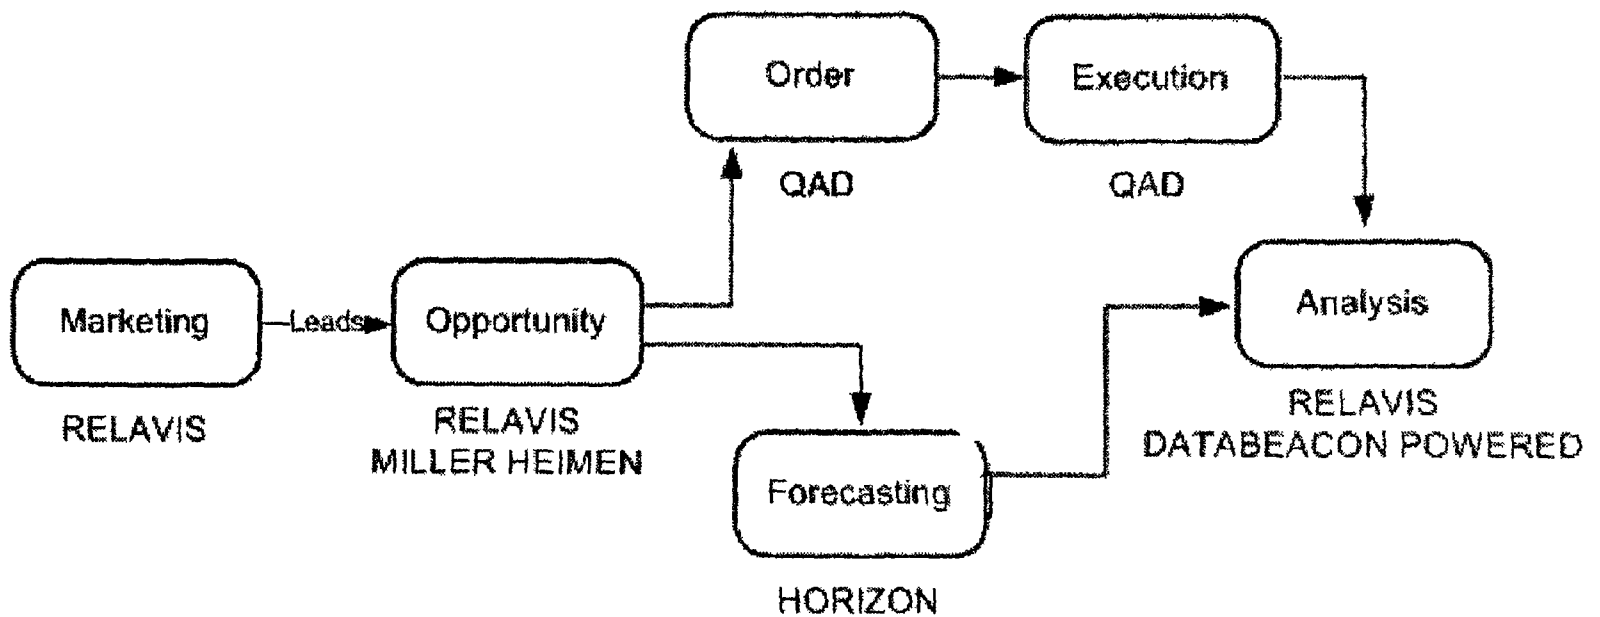 Order
Execution
QAD
QAD
Marketing
Leads
Opportunity
Analysis
RELAVIS
RELAVIS
MILLER HEIMEN
RELAVIS
DATABEACON POWERED
Forecasting
HORIZON